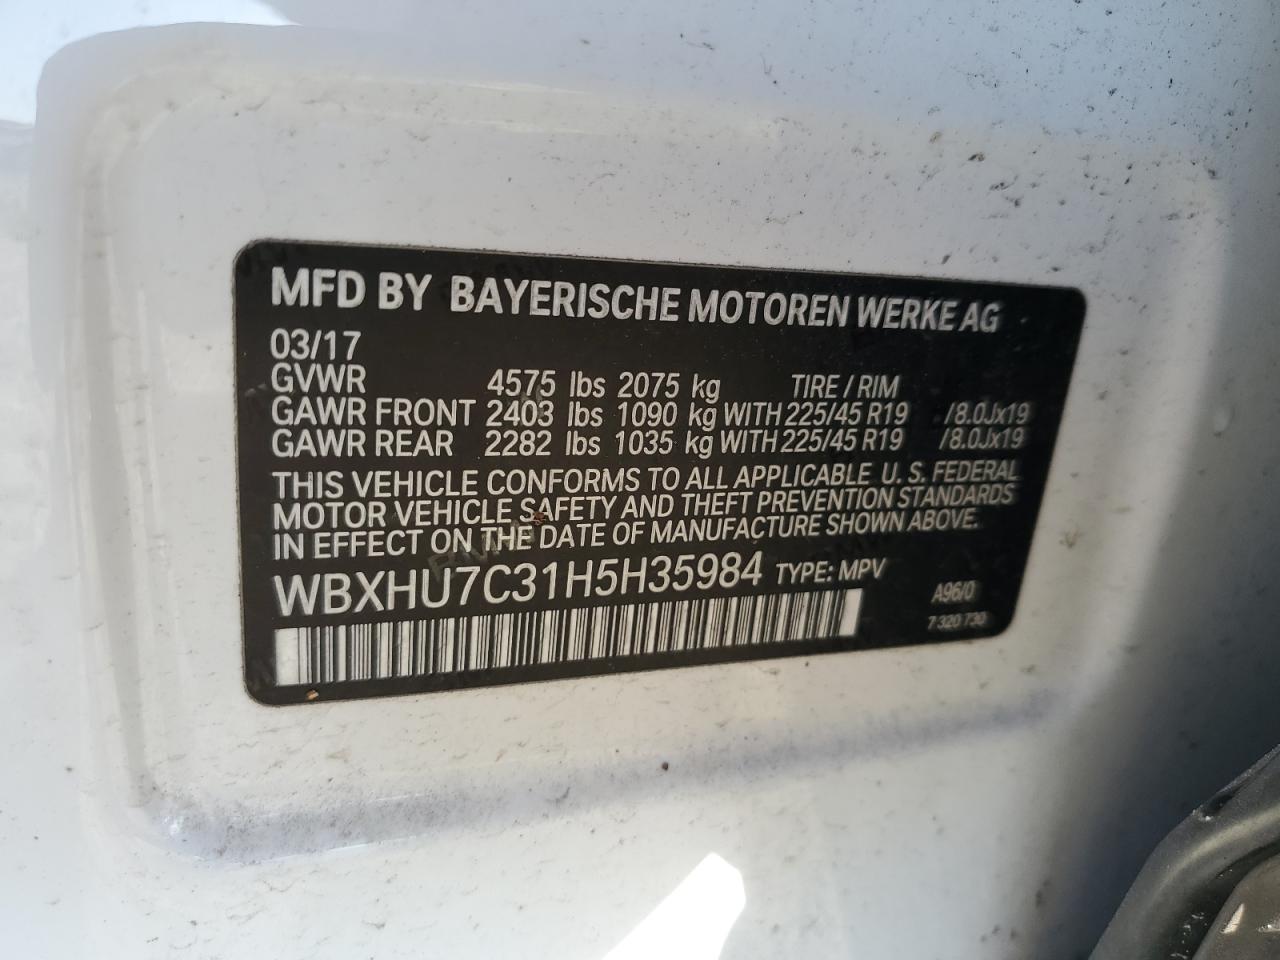 MFD BY BAYERISCHE MOTOREN WERKE AG
03/17
GVWR 4575 lbs 2075 kg TIRE / RIM
GAWR FRONT 2403 lbs 1090 kg WITH 225/45 R19 /8.0Jx19
GAWR REAR 2282 lbs 1035 kg WITH 225/45 R19 /8.0Jx19
THIS VEHICLE CONFORMS TO ALL APPLICABLE U.S. FEDERAL
MOTOR VEHICLE SAFETY AND THEFT PREVENTION STANDARDS
IN EFFECT ON THE DATE OF MANUFACTURE SHOWN ABOVE.
WBXHU7C31H5H35984 TYPE: MPV
A96/0
7 320 730